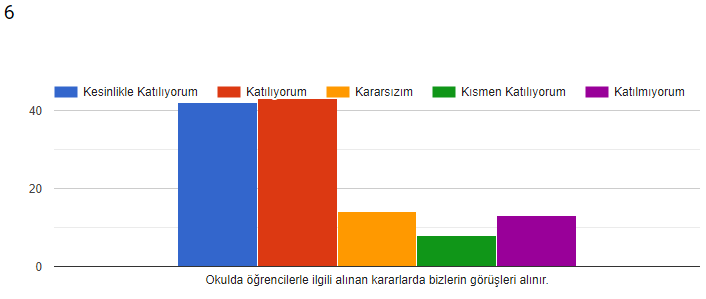 6
Kesinlikle Katılıyorum Katılıyorum Kararsızım Kısmen Katılıyorum Katılmıyorum
40
20
0
Okulda öğrencilerle ilgili alınan kararlarda bizlerin görüşleri alınır.